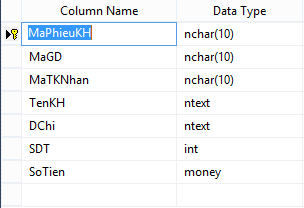 Column Name Data Type
MaPhieuKH nchar(10)
MaGD nchar(10)
MaTKNhan nchar(10)
TenKH ntext
DChi ntext
SDT int
SoTien money